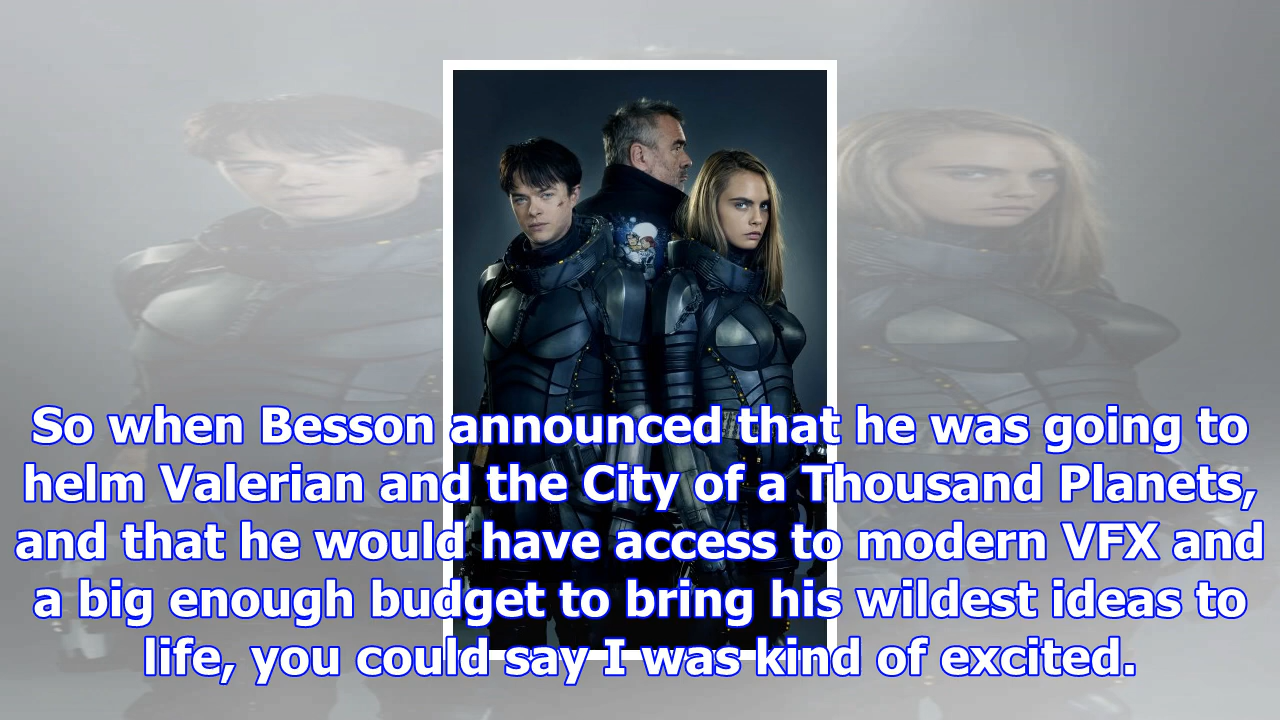 So when Besson announced that he was going to
helm Valerian and the City of a Thousand Planets,
and that he would have access to modern VFX and
a big enough budget to bring his wildest ideas to
life, you could say I was kind of excited.